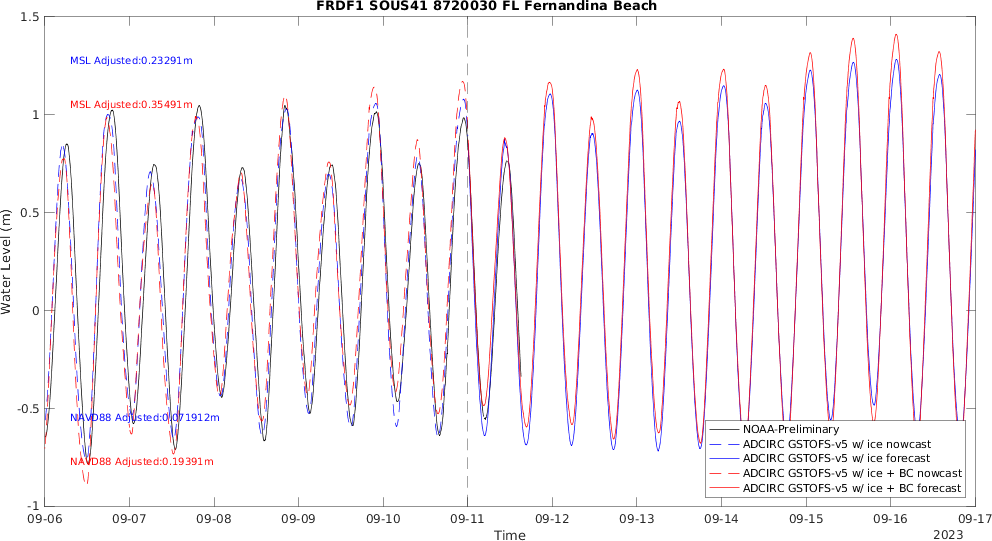 FRDF1 SOUS41 8720030 FL Fernandina Beach
1.5
1
0.5
0
-0.5
-1
Water Level (m)
MSL Adjusted:0.23291m
MSL Adjusted:0.35491m
NAVD88 Adjusted:0.071912m
NAVD88 Adjusted:0.19391m
NOAA-Preliminary
ADCIRC GSTOFS-v5 w/ ice nowcast
ADCIRC GSTOFS-v5 w/ ice forecast
ADCIRC GSTOFS-v5 w/ ice + BC nowcast
ADCIRC GSTOFS-v5 w/ ice + BC forecast
09-06 09-07 09-08 09-09 09-10 09-11 09-12 09-13 09-14 09-15 09-16 09-17
Time
2023